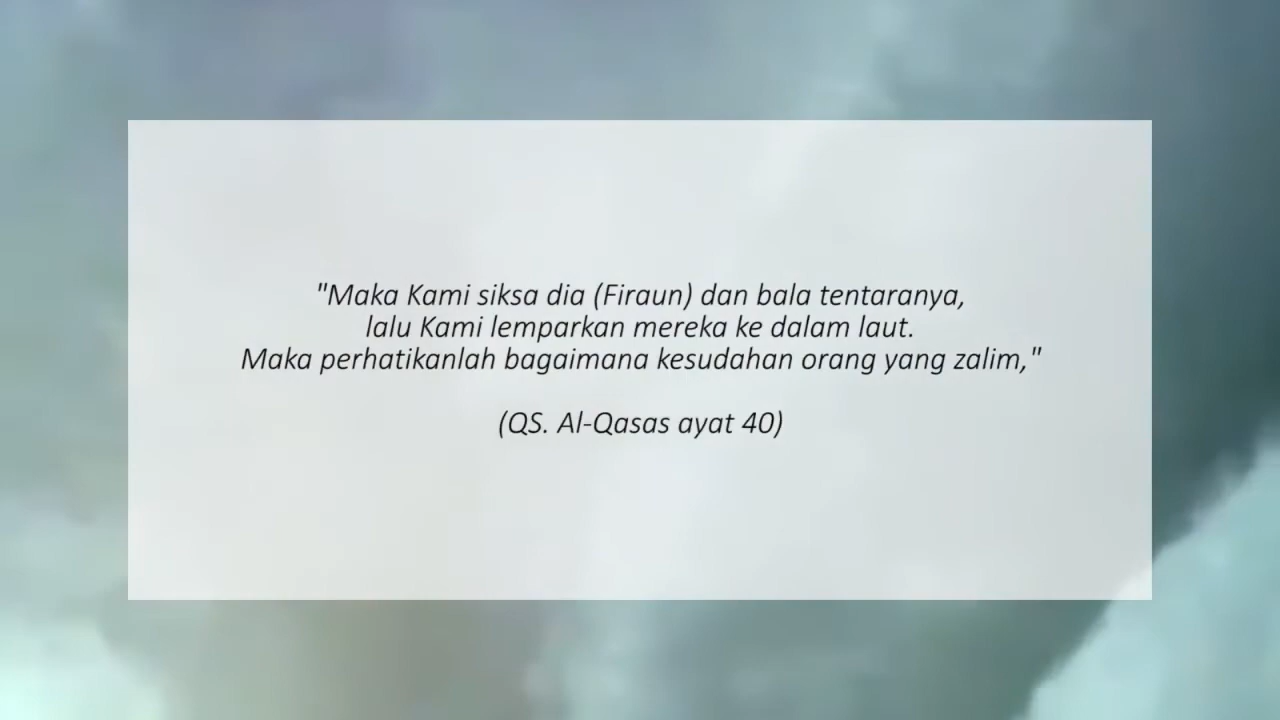 "Maka Kami siksa dia (Firaun) dan bala tentaranya,
lalu Kami lemparkan mereka ke dalam laut.
Maka perhatikanlah bagaimana kesudahan orang yang zalim,"
(QS. Al-Qasas ayat 40)